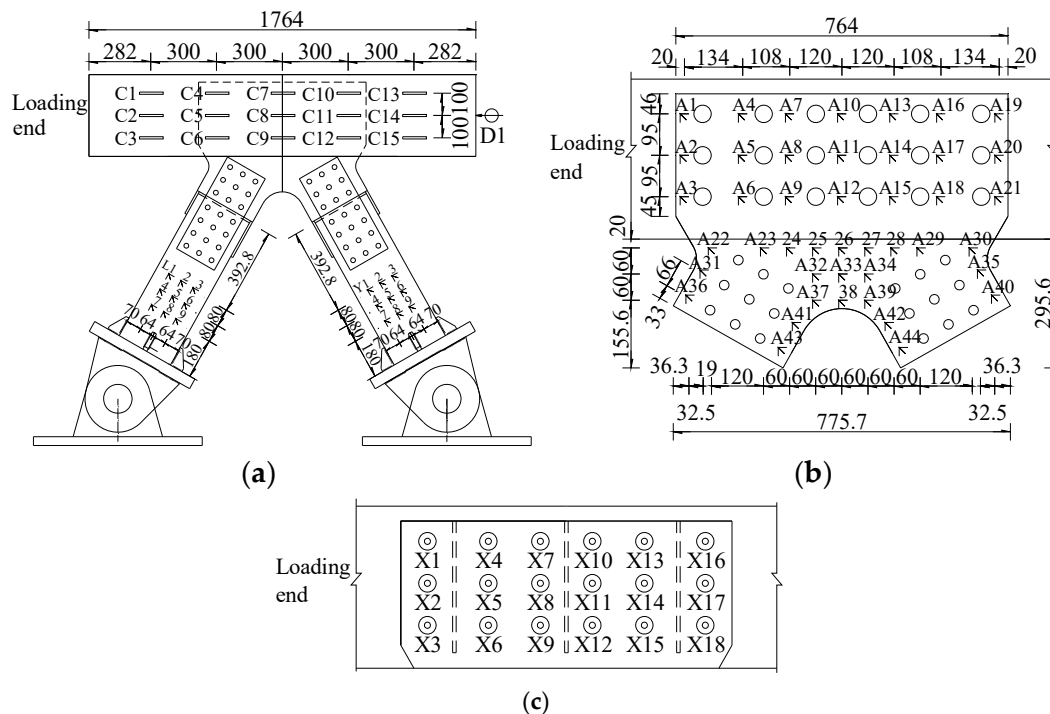 1764
282 300 300 300 300 282
Loading
end
C1 C4 C7 C10 C13
C2 C5 C8 C11 C14
C3 C6 C9 C12 C15
100 100
D1
392.8
392.8
L1
Y1
80 80
180
70 64 64 70
80 80
180
70 64 64 70
(a)
764
20 134 108 120 120 108 134 20
Loading
end
46
95
95
45
20
A1 A4 A7 A10 A13 A16 A19
A2 A5 A8 A11 A14 A17 A20
A3 A6 A9 A12 A15 A18 A21
A22 A23 24 25 26 27 28 A29 A30
A31 A32 A33 A34 A35
A36 A37 38 A39 A40
A41 A42
A43 A44
60
60
155.6
66
33
295.6
36.3 19 120 60 60 60 60 60 60 120 36.3
32.5 32.5
775.7
(b)
Loading
end
X1 X4 X7 X10 X13 X16
X2 X5 X8 X11 X14 X17
X3 X6 X9 X12 X15 X18
(c)